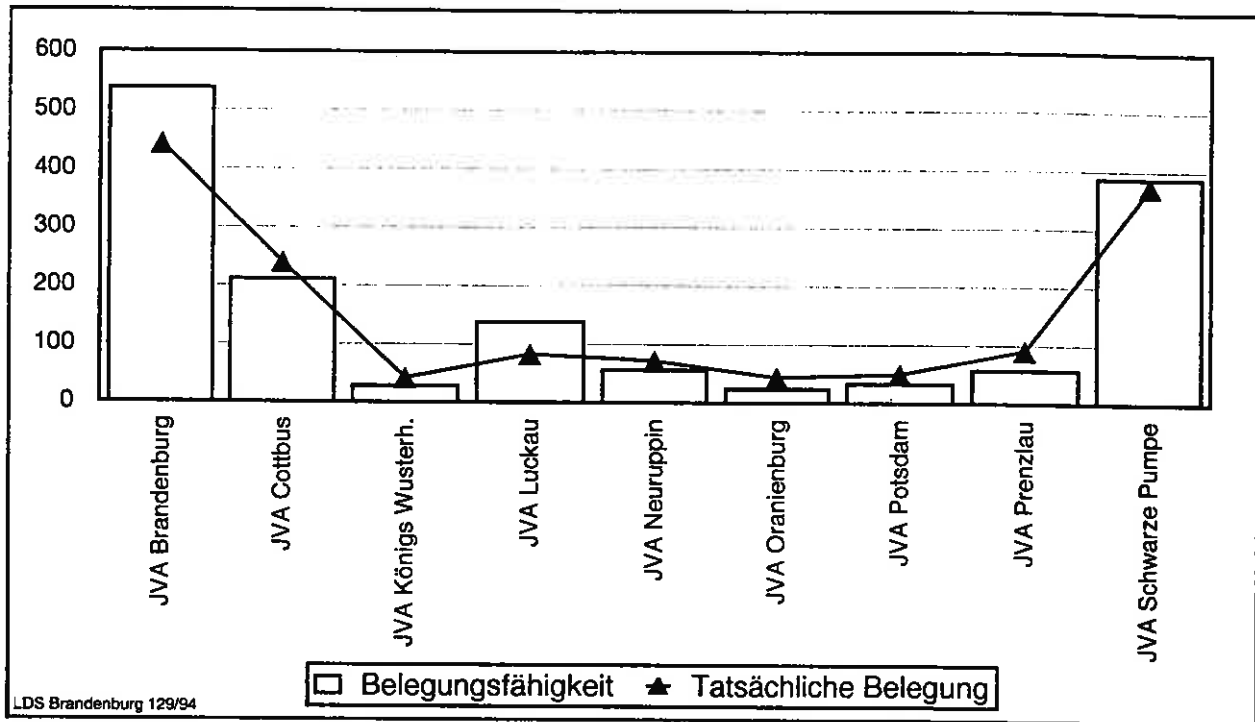 600
500
400
300
200
100
0
JVA Brandenburg
JVA Cottbus
JVA Königs Wusterh.
JVA Luckau
JVA Neuruppin
JVA Oranienburg
JVA Potsdam
JVA Prenzlau
JVA Schwarze Pumpe
Belegungsfähigkeit Tatsächliche Belegung
LDS Brandenburg 129/94